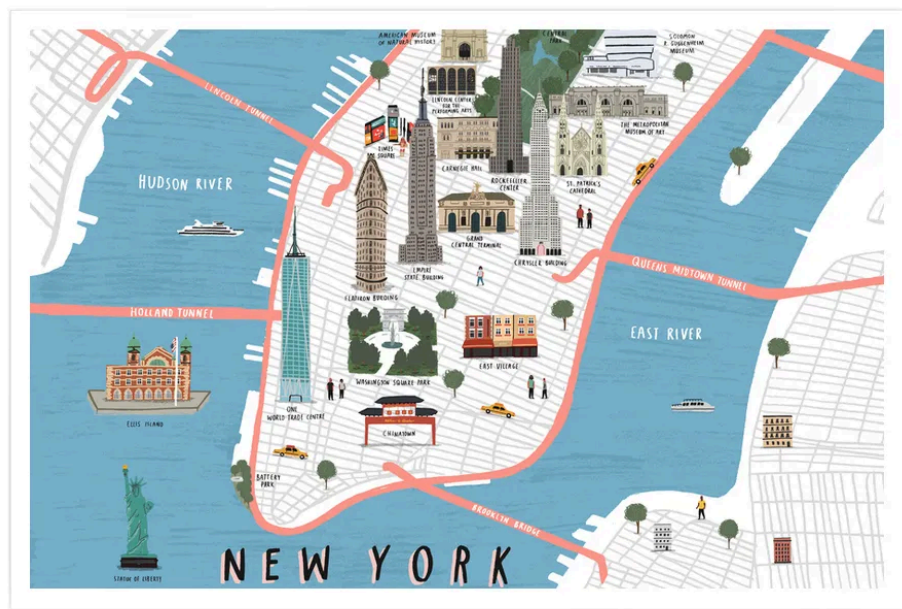 AMERICAN MUSEUM
OF NATURAL HISTORY
CENTRAL
PARK
SOLOMON
R. GUGGENHEIM
MUSEUM
LINCOLN TUNNEL
LINCOLN CENTER
FOR THE
PERFORMING ARTS
THE METROPOLITAN
MUSEUM OF ART
TIMES
SQUARE
CARNEGIE HALL
ROCKEFELLER
CENTER
ST. PATRICK'S
CATHEDRAL
HUDSON RIVER
GRAND
CENTRAL TERMINAL
EMPIRE
STATE BUILDING
CHRYSLER BUILDING
QUEENS MIDTOWN TUNNEL
FLATIRON BUILDING
HOLLAND TUNNEL
EAST RIVER
EAST VILLAGE
WASHINGTON SQUARE PARK
ONE
WORLD TRADE CENTRE
ELLIS ISLAND
CHINATOWN
BATTERY
PARK
BROOKLYN BRIDGE
STATUE OF LIBERTY
NEW YORK